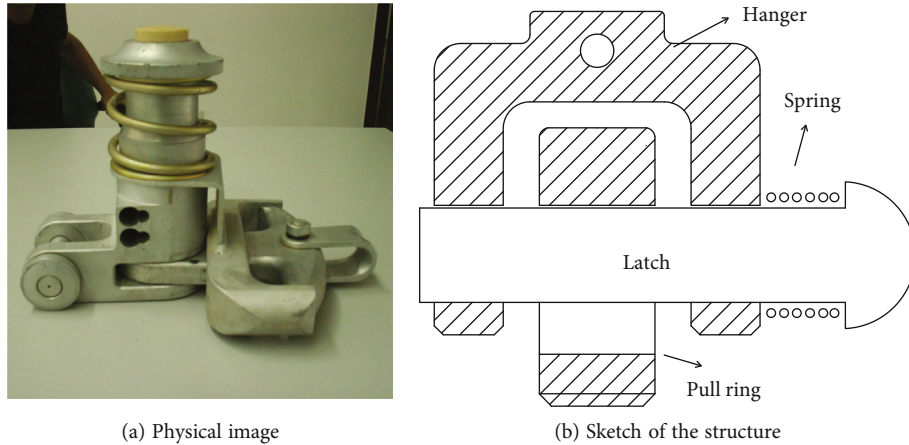 Hanger
Spring
Latch
Pull ring
(a) Physical image
(b) Sketch of the structure